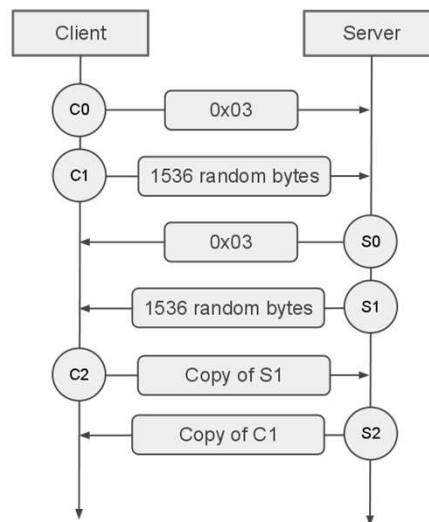 Client
Server
C0
0x03
C1
1536 random bytes
0x03
S0
1536 random bytes
S1
C2
Copy of S1
Copy of C1
S2